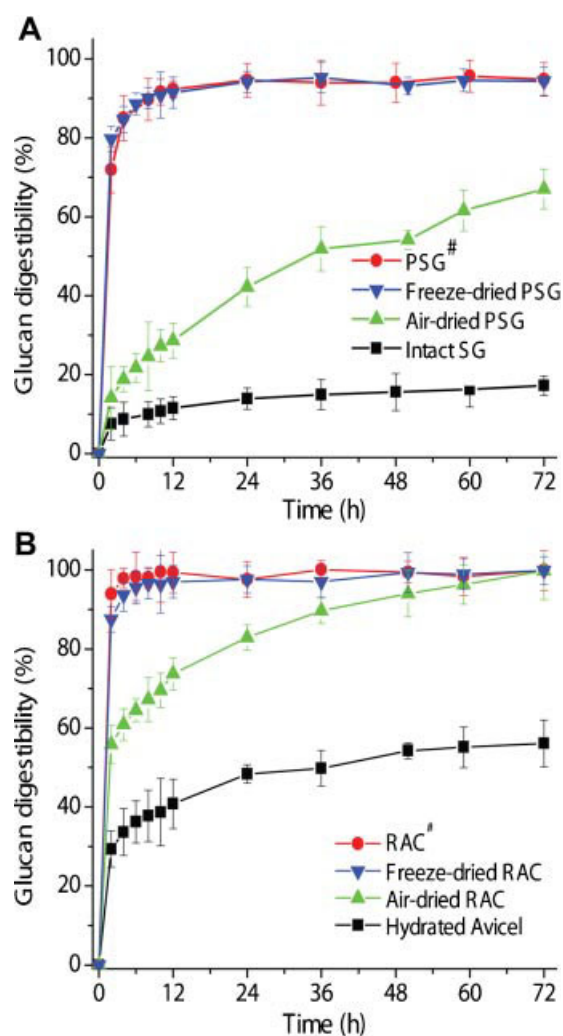 A
100
80
60
40
20
0
Glucan digestibility (%)
PSG#
Freeze-dried PSG
Air-dried PSG
Intact SG
0 12 24 36 48 60 72
Time (h)
B
100
80
60
40
20
0
Glucan digestibility (%)
RAC#
Freeze-dried RAC
Air-dried RAC
Hydrated Avicel
0 12 24 36 48 60 72
Time (h)